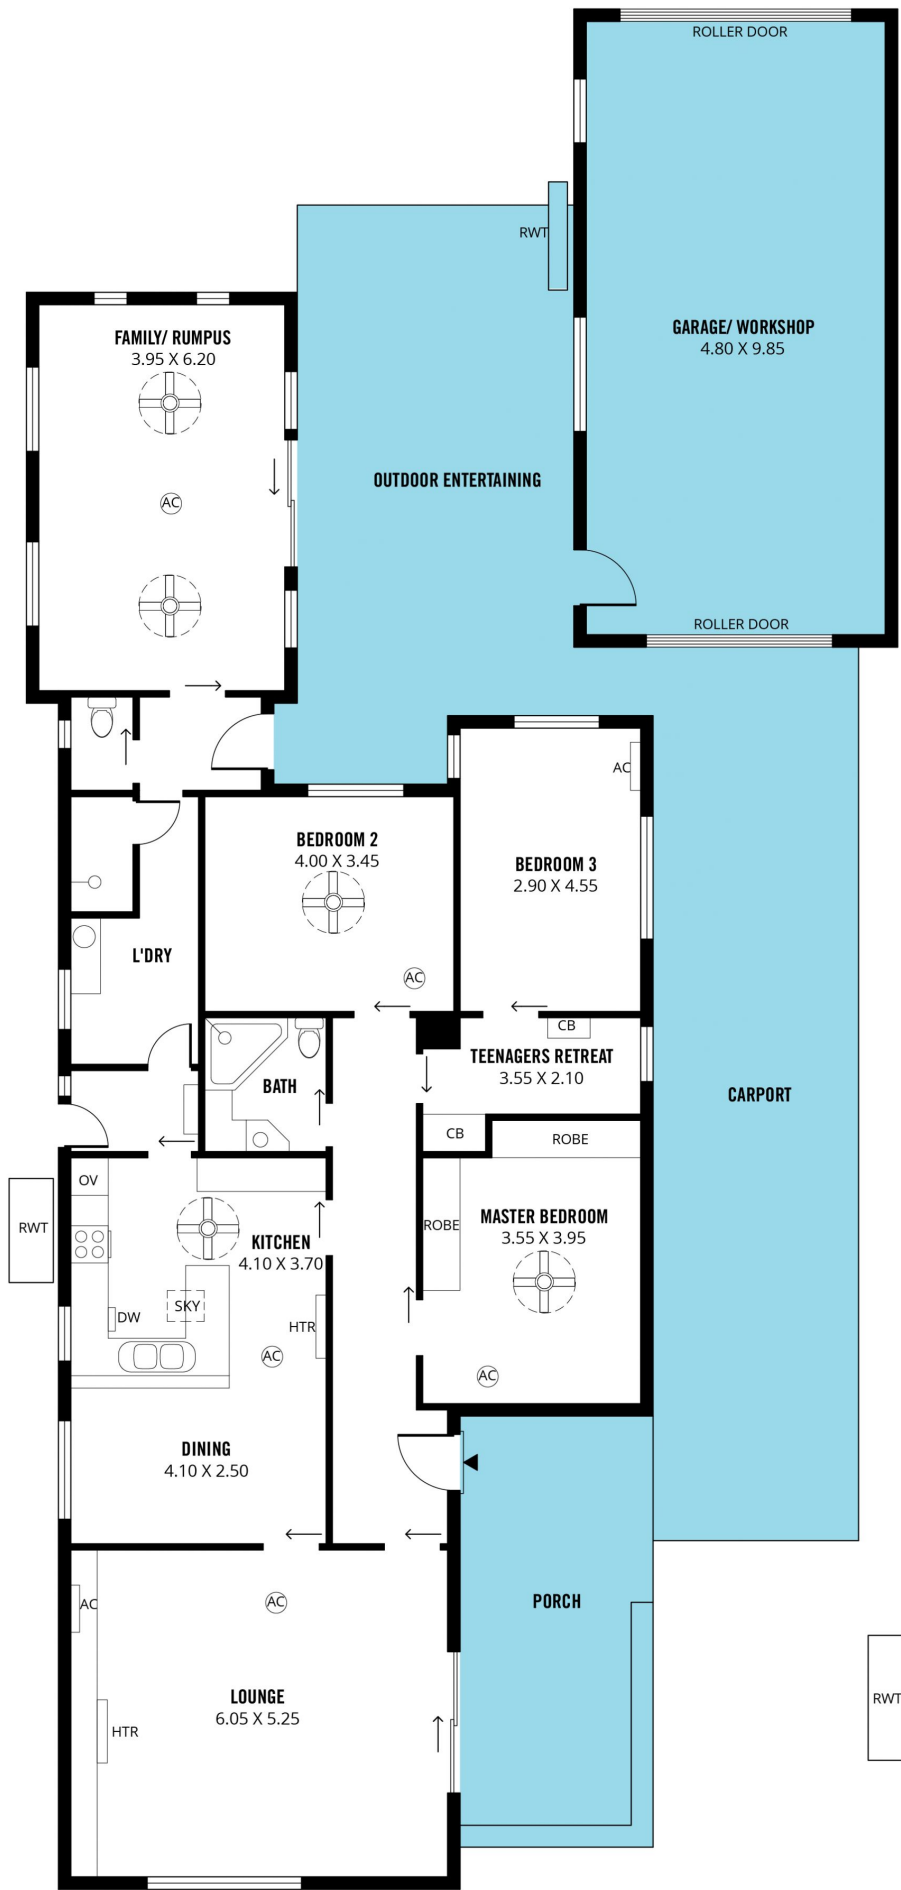 ROLLER DOOR
RWT
FAMILY/ RUMPUS
3.95 X 6.20
GARAGE/ WORKSHOP
4.80 X 9.85
OUTDOOR ENTERTAINING
AC
ROLLER DOOR
AC
BEDROOM 2
4.00 X 3.45
BEDROOM 3
2.90 X 4.55
L'DRY
AC
CB
TEENAGERS RETREAT
3.55 X 2.10
BATH
CARPORT
CB
ROBE
OV
RWT
ROBE
MASTER BEDROOM
3.55 X 3.95
KITCHEN
4.10 X 3.70
SKY
DW
HTR
AC
AC
DINING
4.10 X 2.50
AC
AC
PORCH
LOUNGE
6.05 X 5.25
HTR
RWT